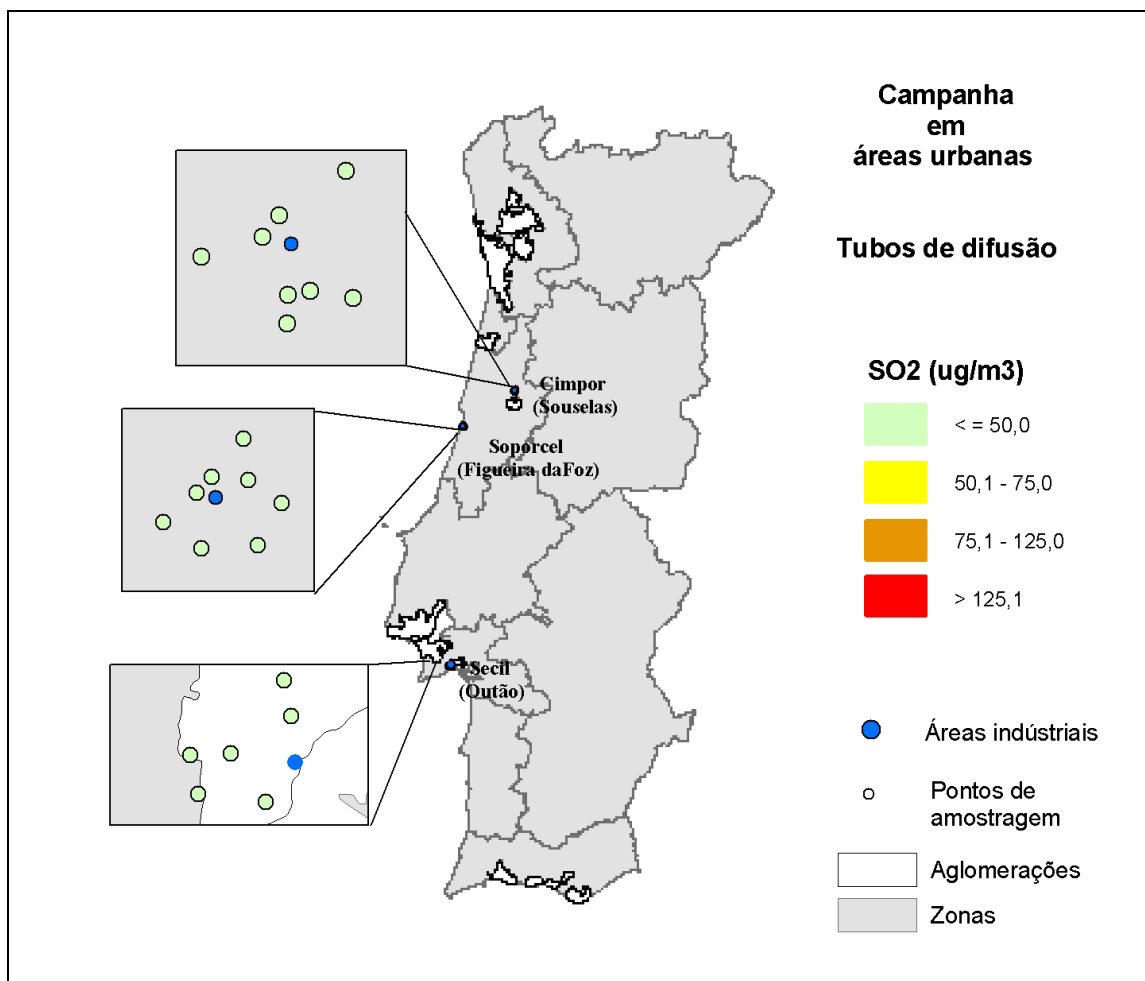 Campanha
em
áreas urbanas
Tubos de difusão
SO2 (ug/m3)
< = 50,0
50,1 - 75,0
75,1 - 125,0
> 125,1
Cimpor
(Souselas)
Soporcel
(Figueira daFoz)
Secil
(Outão)
Áreas indústriais
Pontos de
amostragem
Aglomerações
Zonas